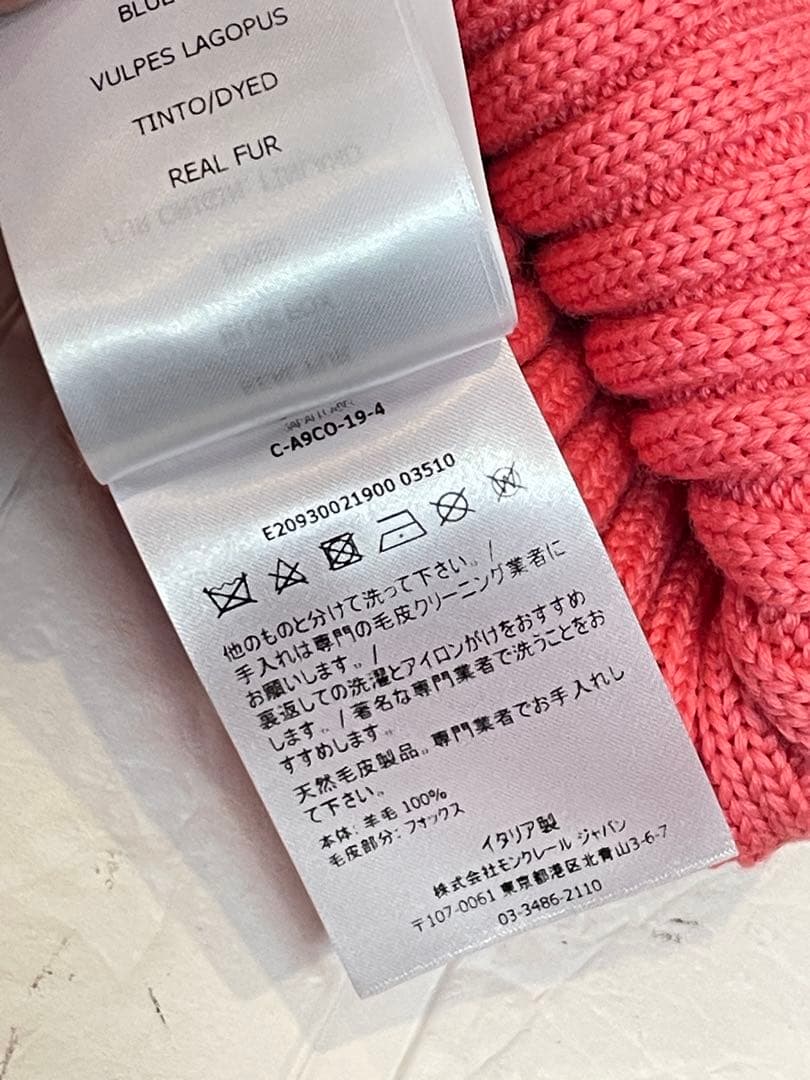 BLUE
VULPES LAGOPUS
TINTO/DYED
REAL FUR
JAPAN LABEL
C-A9CO-19-4
E20930021900 03510
他のものと分けて洗って下さい。/
手入れは専門の毛皮クリーニング業者に
お願いします。/
裏返しての洗濯とアイロンがけをおすすめ
します。/著名な専門業者で洗うことをお
すすめします。
天然毛皮製品。専門業者でお手入れし
て下さい。
本体: 羊毛 100%
毛皮部分: フォックス
イタリア製
株式会社モンクレール ジャパン
〒107-0061 東京都港区北青山3-6-7
03-3486-2110